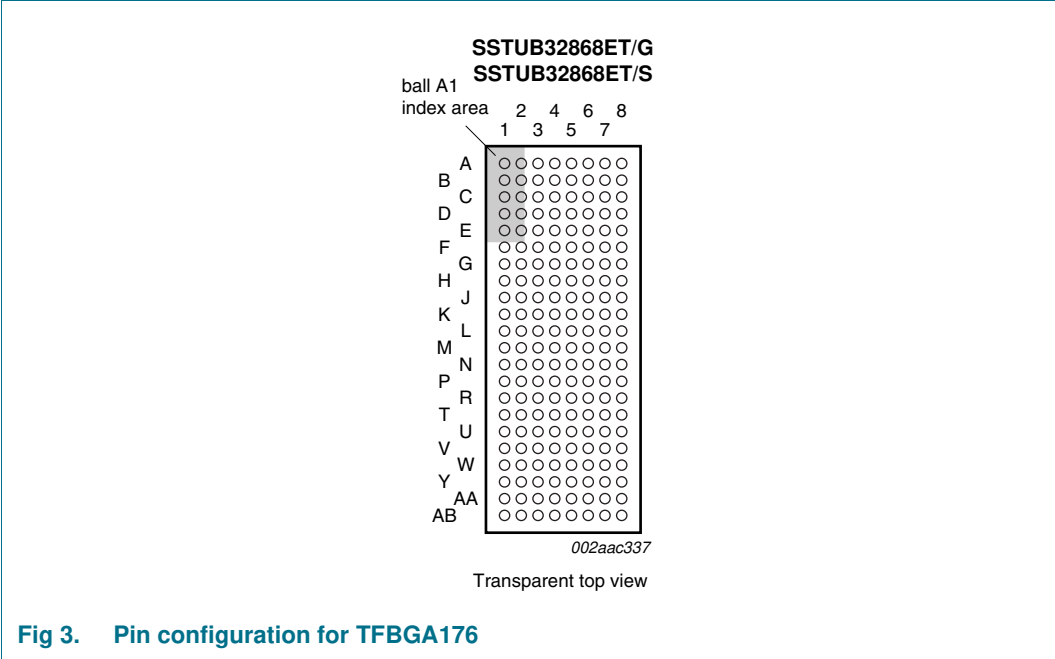 SSTUB32868ET/G
SSTUB32868ET/S
ball A1
index area
2 4 6 8
1 3 5 7
A
B
C
D
E
F
G
H
J
K
L
M
N
P
R
T
U
V
W
Y
AA
AB
002aac337
Transparent top view
Fig 3. Pin configuration for TFBGA176